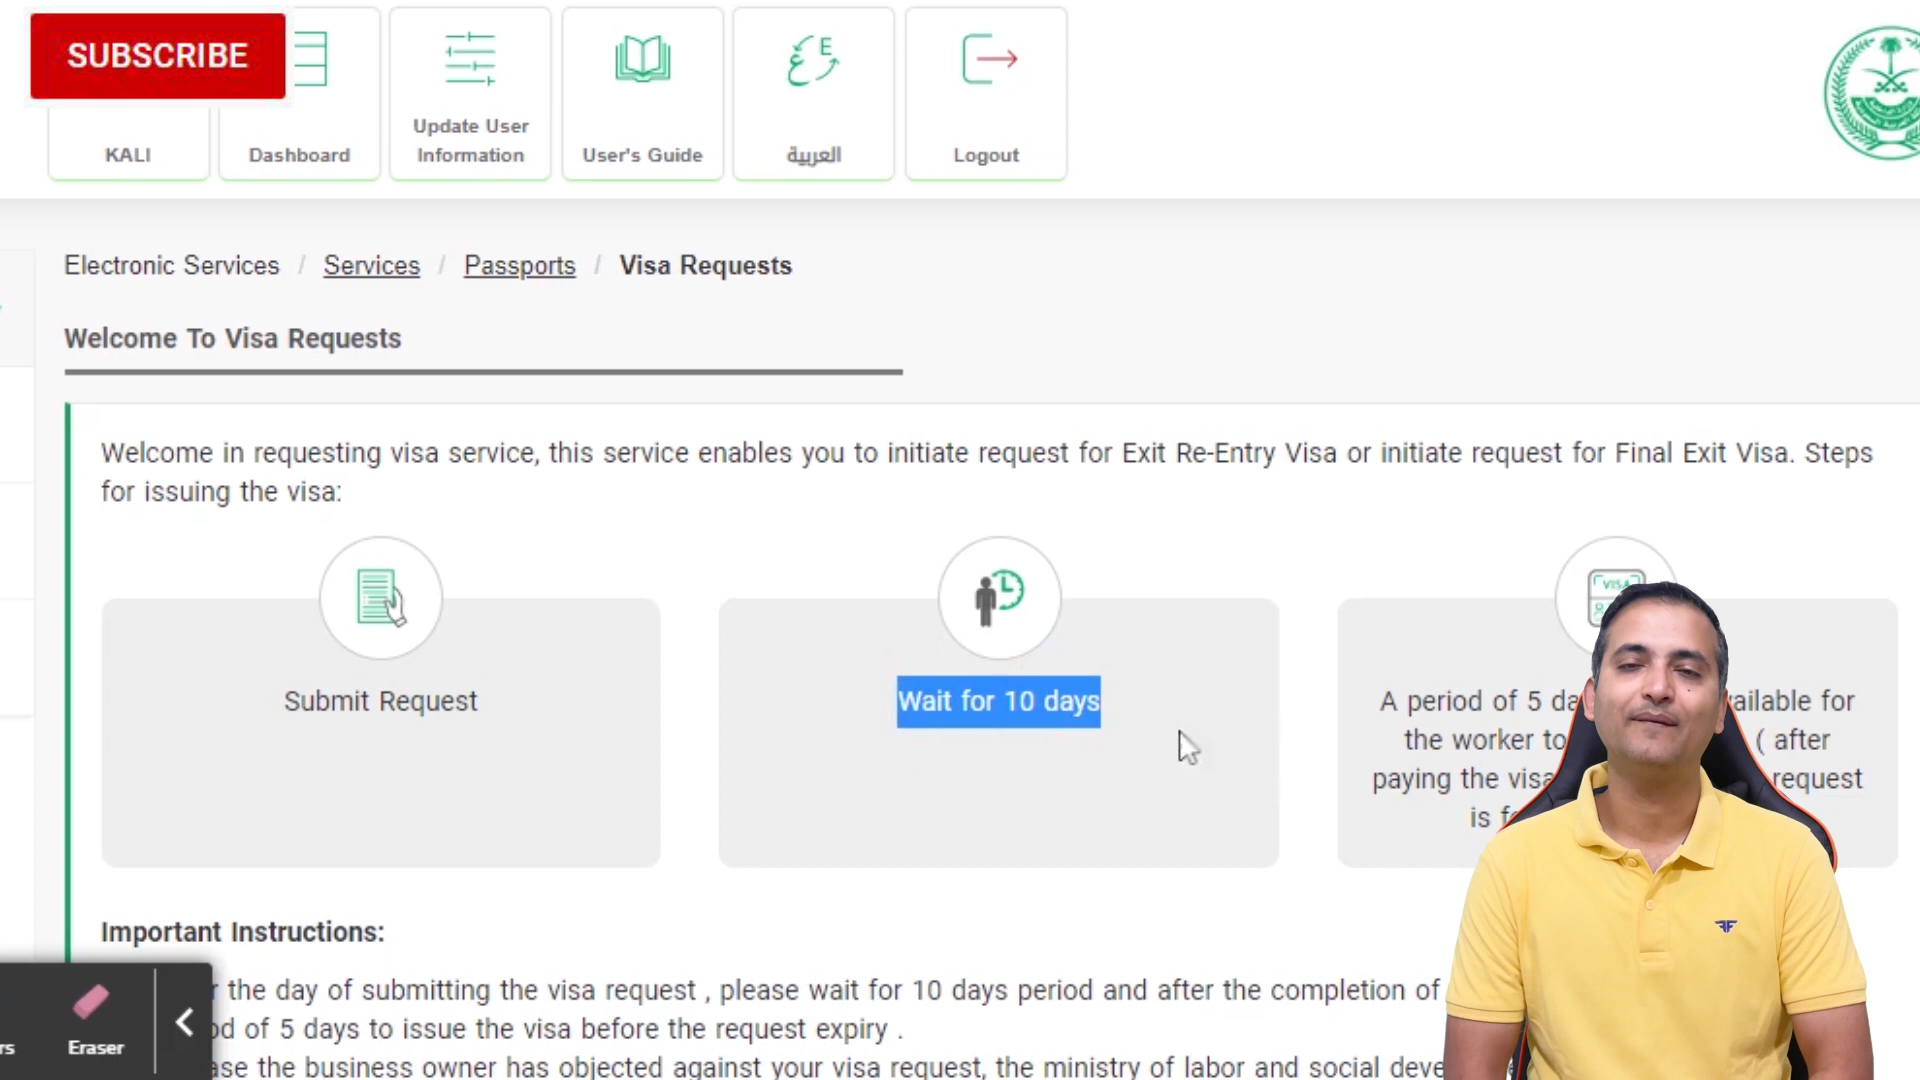 SUBSCRIBE
KALI
Dashboard
Update User
Information
User's Guide
E
ع
العربية
Logout
Electronic Services / Services / Passports / Visa Requests
Welcome To Visa Requests
Welcome in requesting visa service, this service enables you to initiate request for Exit Re-Entry Visa or initiate request for Final Exit Visa. Steps
for issuing the visa:
Submit Request
Wait for 10 days
VISA
A period of 5 for
the worker to ( after
paying the request
is
Important Instructions:
the day of submitting the visa request , please wait for 10 days period and after the completion of
of 5 days to issue the visa before the request expiry .
the business owner has objected against your visa request, the ministry of labor and social
Eraser